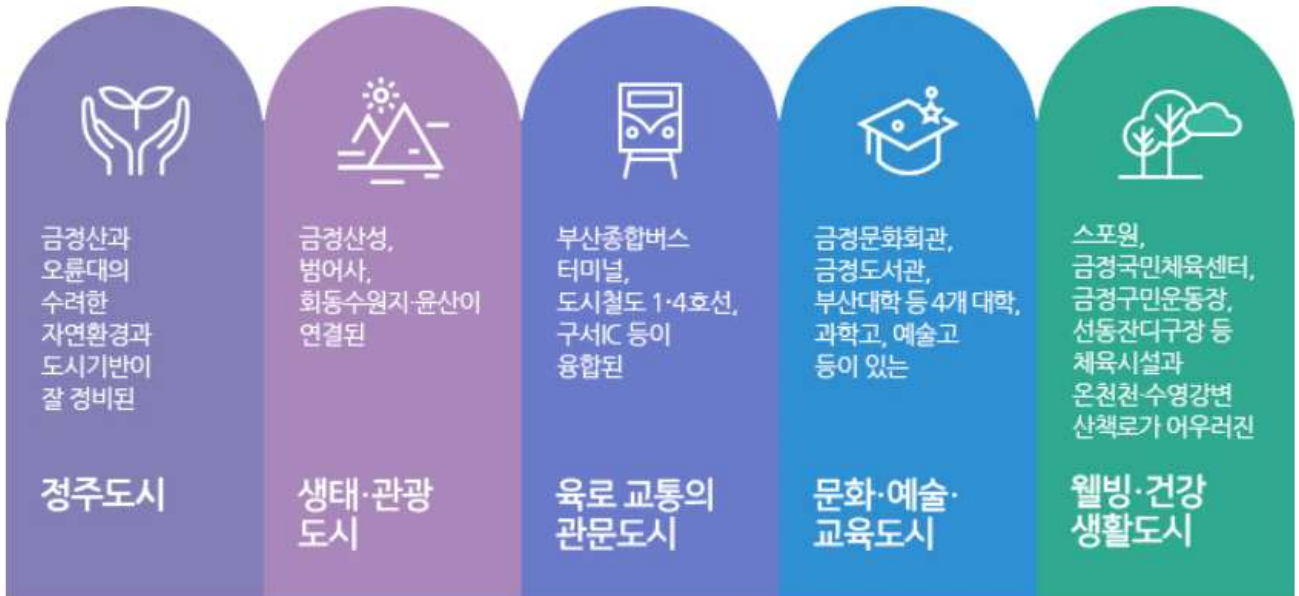 금정산과
오륜대의
수려한
자연환경과
도시기반이
잘 정비된
정주도시
금정산성,
범어사,
회동수원지·윤산이
연결된
생태·관광
도시
부산종합버스
터미널,
도시철도 1·4호선,
구서IC 등이
융합된
육로 교통의
관문도시
금정문화회관,
금정도서관,
부산대학 등 4개 대학,
과학고, 예술고
등이 있는
문화·예술·
교육도시
스포원,
금정국민체육센터,
금정구민운동장,
선동잔디구장 등
체육시설과
온천천·수영강변
산책로가 어우러진
웰빙·건강
생활도시